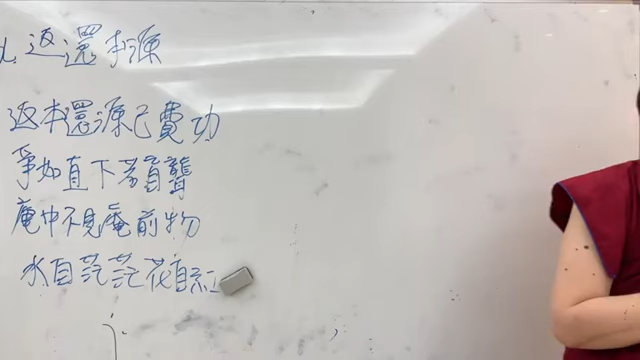 返還本源
返本還源已費功
爭如直下若盲聾
庵中不見庵前物
水自茫茫花自紅